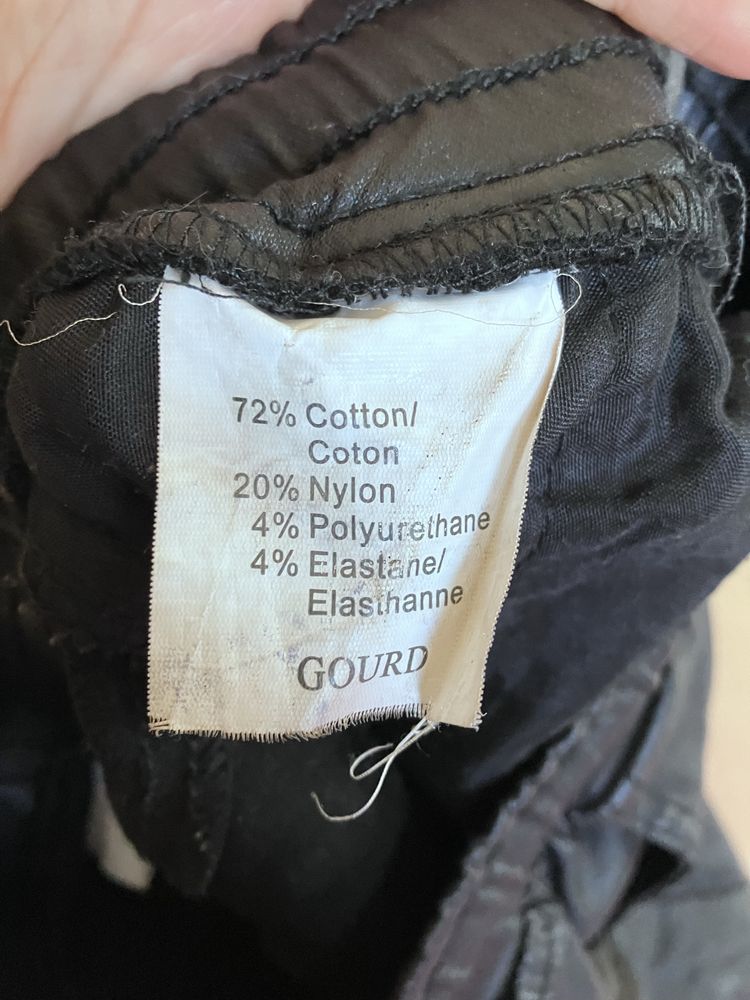 72% Cotton/
Coton
20% Nylon
4% Polyurethane
4% Elastane/
Elasthanne
GOURD